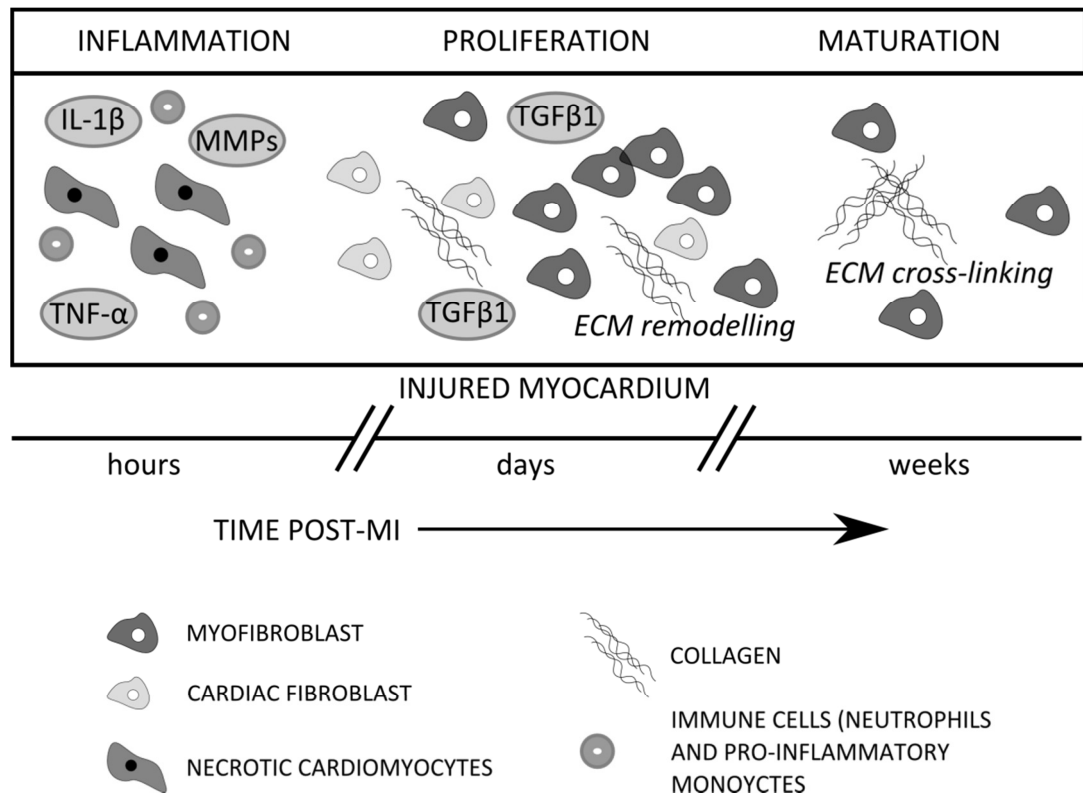 INFLAMMATION
PROLIFERATION
MATURATION
IL-1β
MMPs
TNF-α
TGFβ1
TGFβ1
ECM remodelling
ECM cross-linking
INJURED MYOCARDIUM
hours
days
weeks
TIME POST-MI
MYOFIBROBLAST
CARDIAC FIBROBLAST
NECROTIC CARDIOMYOCYTES
COLLAGEN
IMMUNE CELLS (NEUTROPHILS
AND PRO-INFLAMMATORY
MONOYCTES